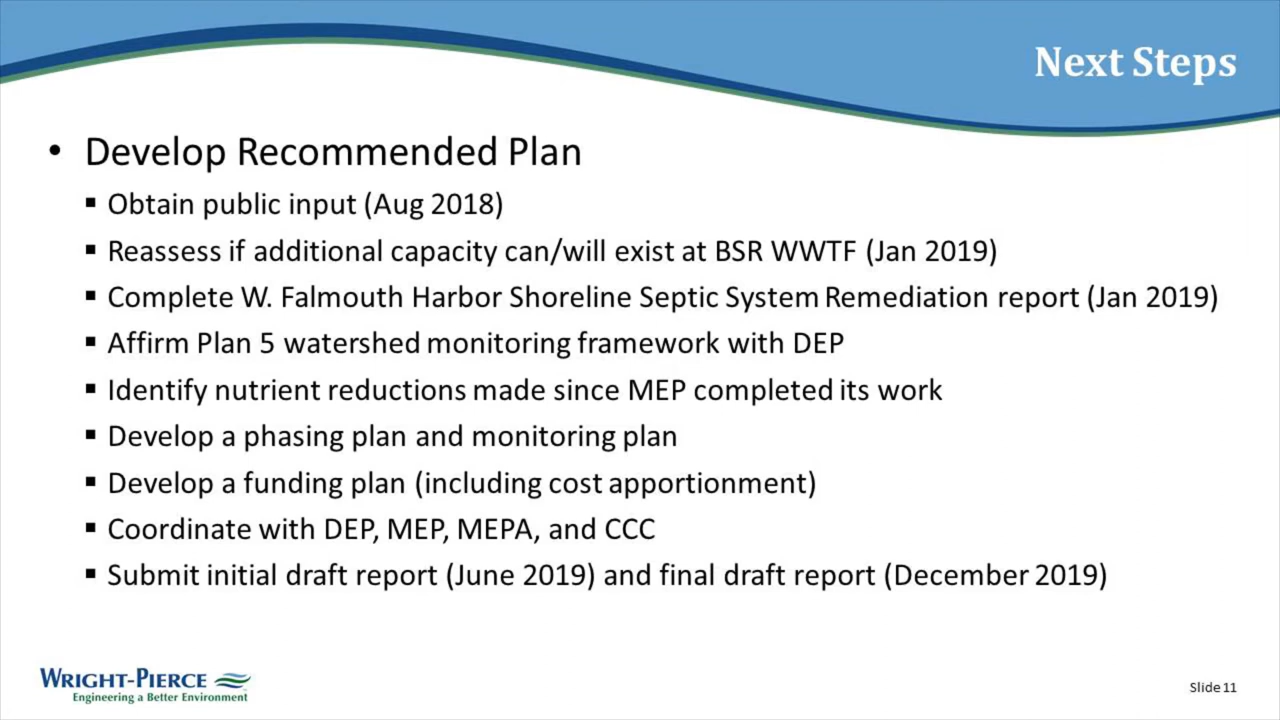 Next Steps
• Develop Recommended Plan
▪ Obtain public input (Aug 2018)
▪ Reassess if additional capacity can/will exist at BSR WWTF (Jan 2019)
▪ Complete W. Falmouth Harbor Shoreline Septic System Remediation report (Jan 2019)
▪ Affirm Plan 5 watershed monitoring framework with DEP
▪ Identify nutrient reductions made since MEP completed its work
▪ Develop a phasing plan and monitoring plan
▪ Develop a funding plan (including cost apportionment)
▪ Coordinate with DEP, MEP, MEPA, and CCC
▪ Submit initial draft report (June 2019) and final draft report (December 2019)
WRIGHT-PIERCE
Engineering a Better Environment
Slide 11